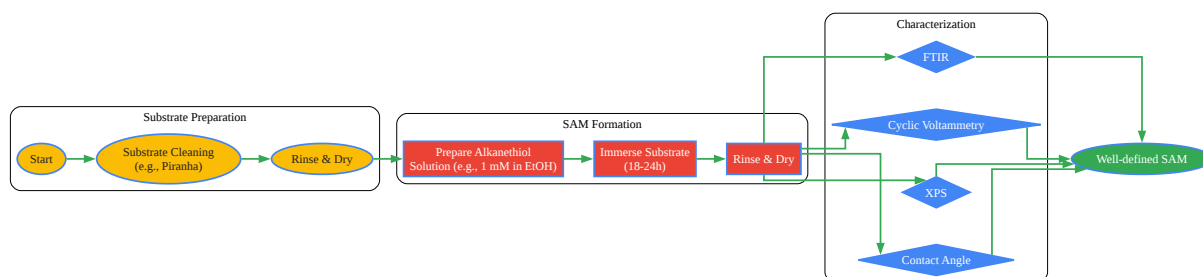 Substrate Preparation
Start
Substrate Cleaning
(e.g., Piranha)
Rinse & Dry
SAM Formation
Prepare Alkanethiol
Solution (e.g., 1 mM in EtOH)
Immerse Substrate
(18-24h)
Rinse & Dry
Characterization
FTIR
Cyclic Voltammetry
XPS
Contact Angle
Well-defined SAM